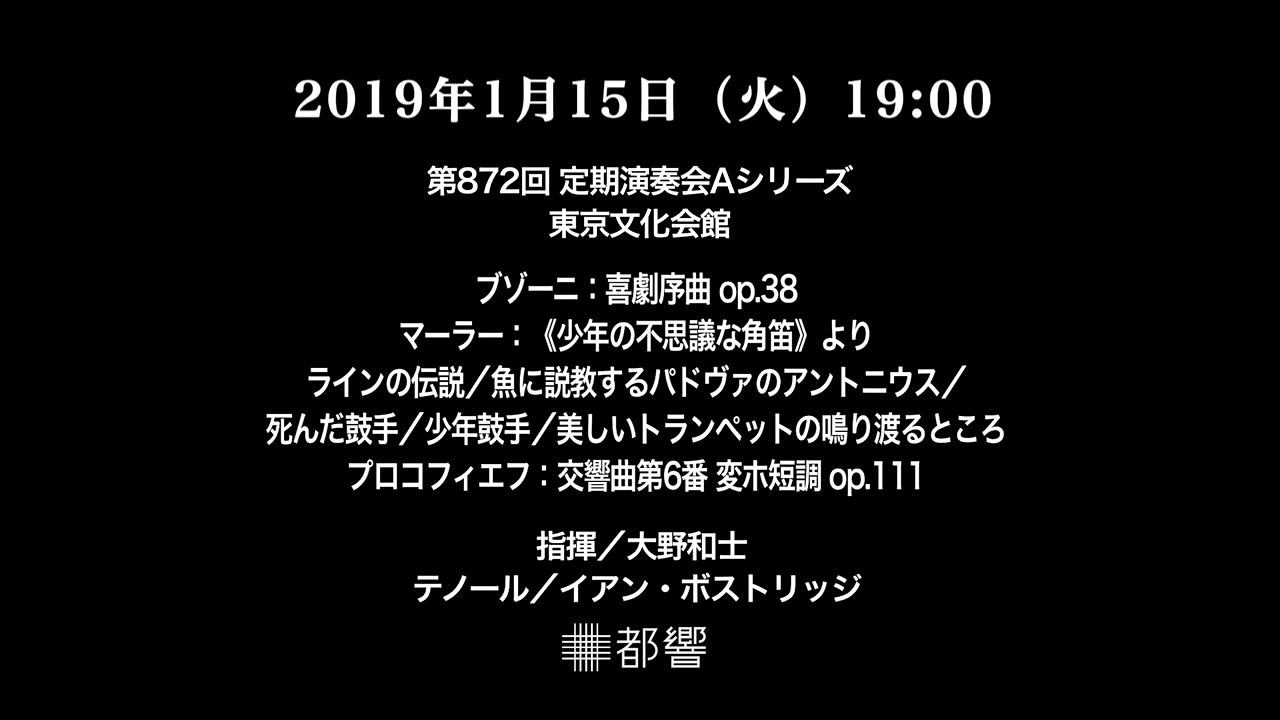 2019年1月15日（火）19:00
第872回 定期演奏会Aシリーズ
東京文化会館
ブゾーニ：喜劇序曲 op.38
マーラー：《少年の不思議な角笛》より
ラインの伝説／魚に説教するパドヴァのアントニウス／
死んだ鼓手／少年鼓手／美しいトランペットの鳴り渡るところ
プロコフィエフ：交響曲第6番 変ホ短調 op.111
指揮／大野和士
テノール／イアン・ボストリッジ
都響